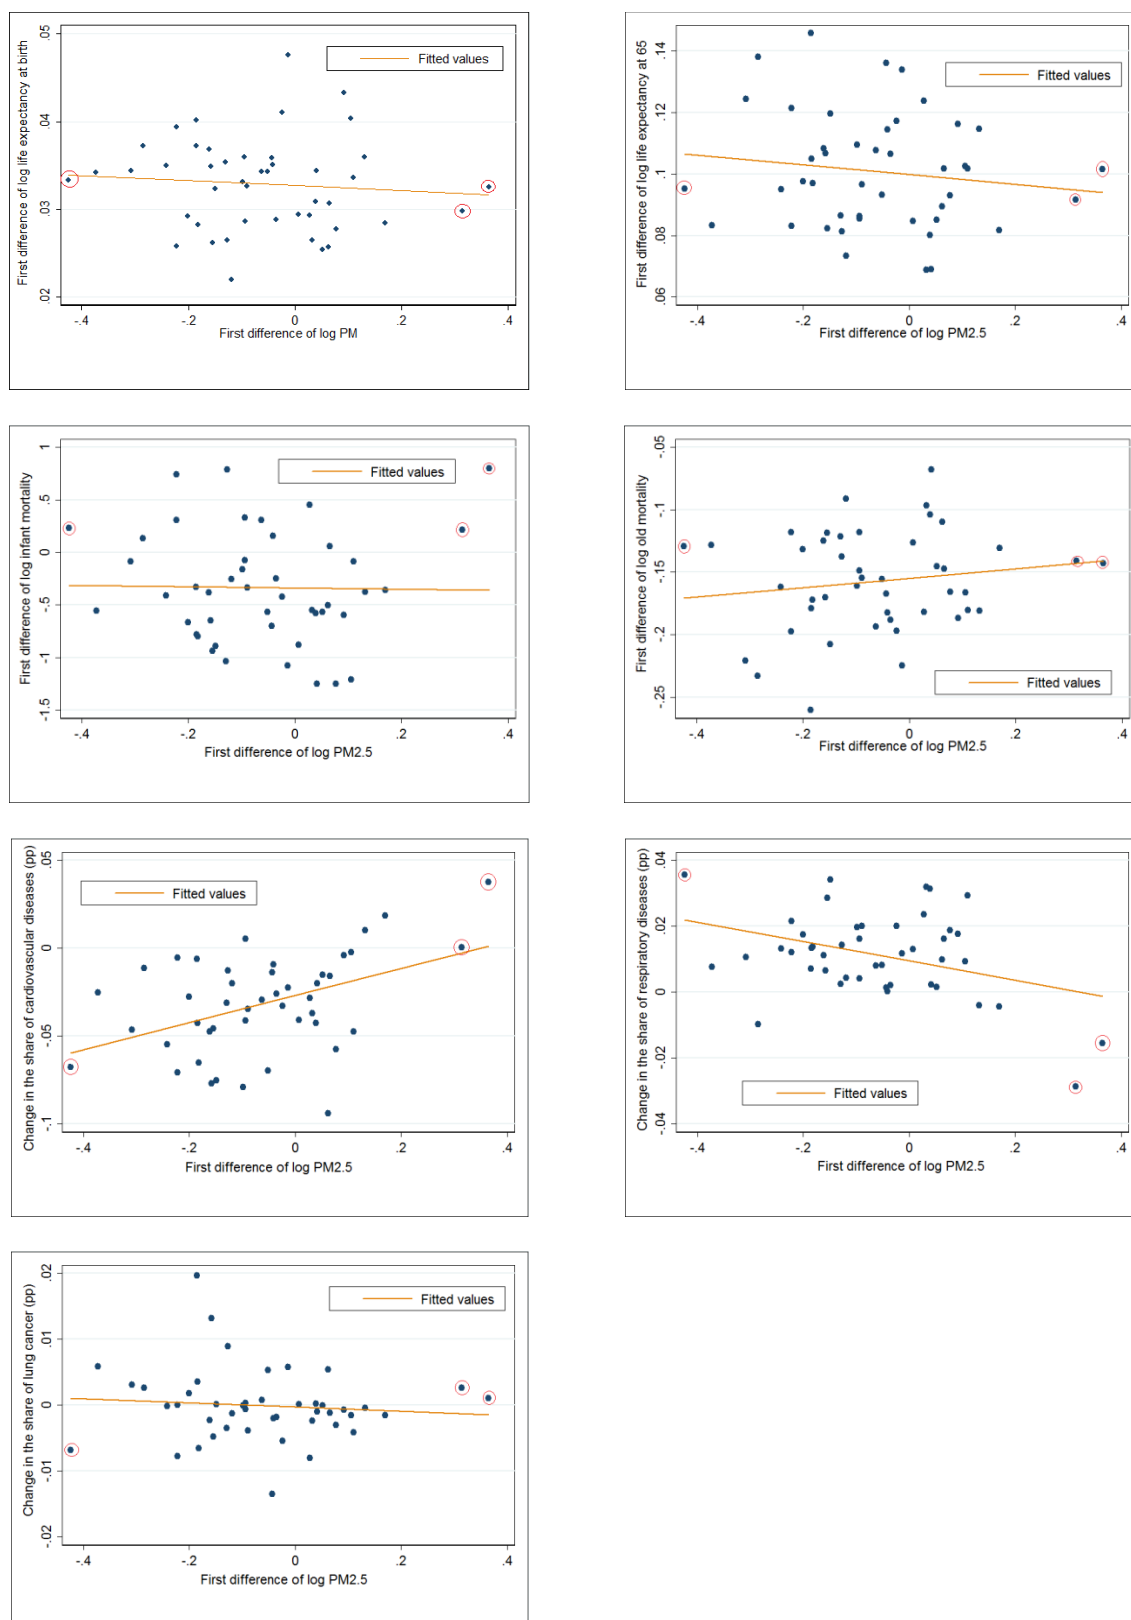 First difference of log life expectancy at birth
.05
.04
.03
.02
Fitted values
-.4 -.2 0 .2 .4
First difference of log PM
First difference of log life expectancy at 65
.14
.12
.1
.08
.06
Fitted values
-.4 -.2 0 .2 .4
First difference of log PM2.5
First difference of log infant mortality
1
.5
0
-.5
-1
-1.5
Fitted values
-.4 -.2 0 .2 .4
First difference of log PM2.5
First difference of log old mortality
-.05
-.1
-.15
-.2
-.25
Fitted values
-.4 -.2 0 .2 .4
First difference of log PM2.5
Change in the share of cardiovascular diseases (pp)
.05
0
-.05
-.1
Fitted values
-.4 -.2 0 .2 .4
First difference of log PM2.5
Change in the share of respiratory diseases (pp)
.04
.02
0
-.02
-.04
Fitted values
-.4 -.2 0 .2 .4
First difference of log PM2.5
Change in the share of lung cancer (pp)
.02
.01
0
-.01
-.02
Fitted values
-.4 -.2 0 .2 .4
First difference of log PM2.5